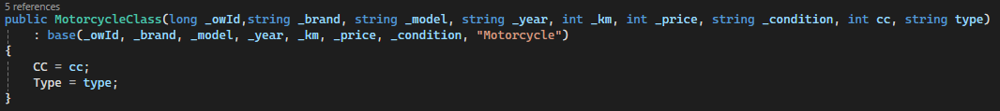 5 references
public MotorcycleClass(long _owId,string _brand, string _model, string _year, int _km, int _price, string _condition, int cc, string type)
: base(_owId, _brand, _model, _year, _km, _price, _condition, "Motorcycle")
{
CC = cc;
Type = type;
}